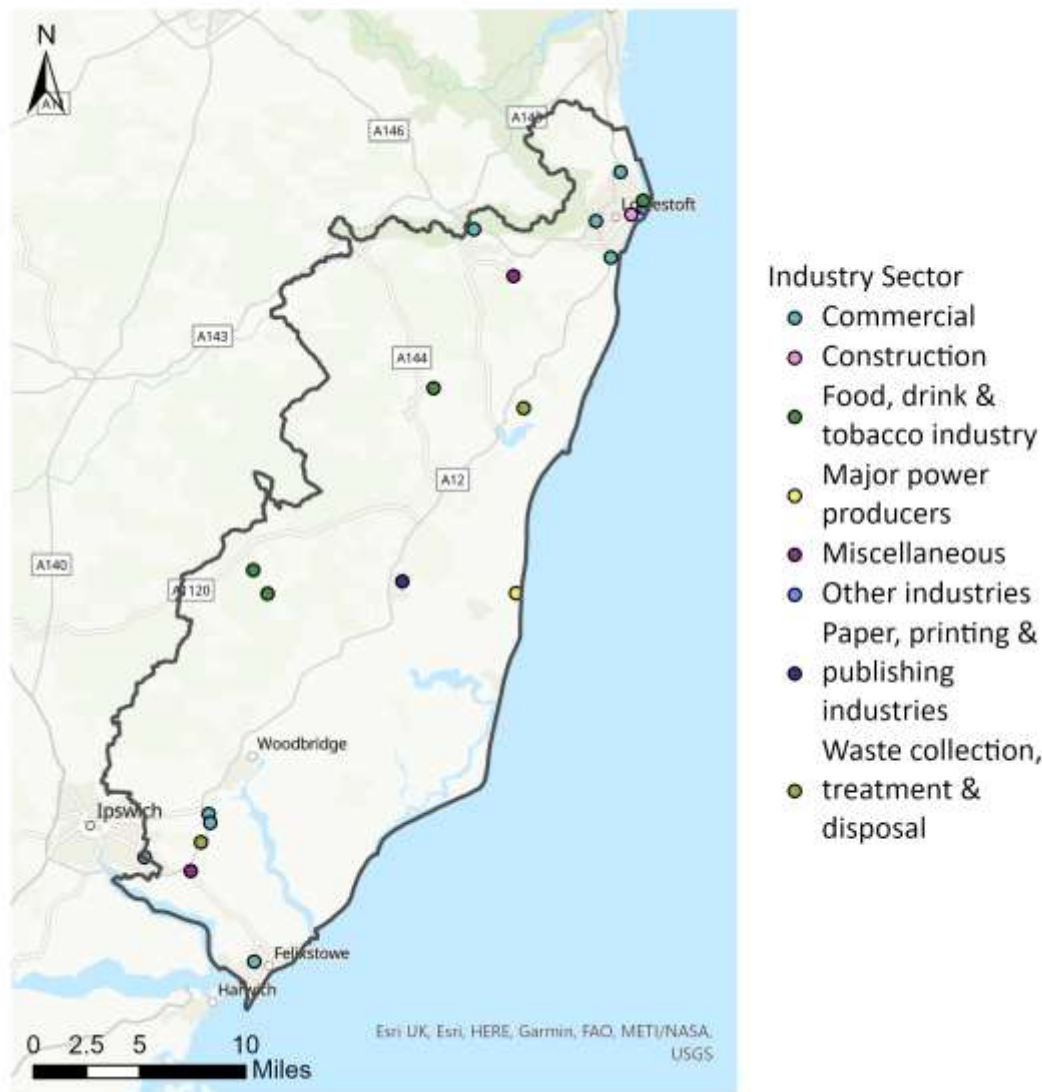 N
A146
A143
A144
A12
A140
A1120
Lowestoft
Woodbridge
Ipswich
Felixstowe
Harwich
Esri UK, Esri, HERE, Garmin, FAO, METI/NASA,
USGS
0 2.5 5 10
Miles
Industry Sector
Commercial
Construction
Food, drink &
tobacco industry
Major power
producers
Miscellaneous
Other industries
Paper, printing &
publishing
industries
Waste collection,
treatment &
disposal